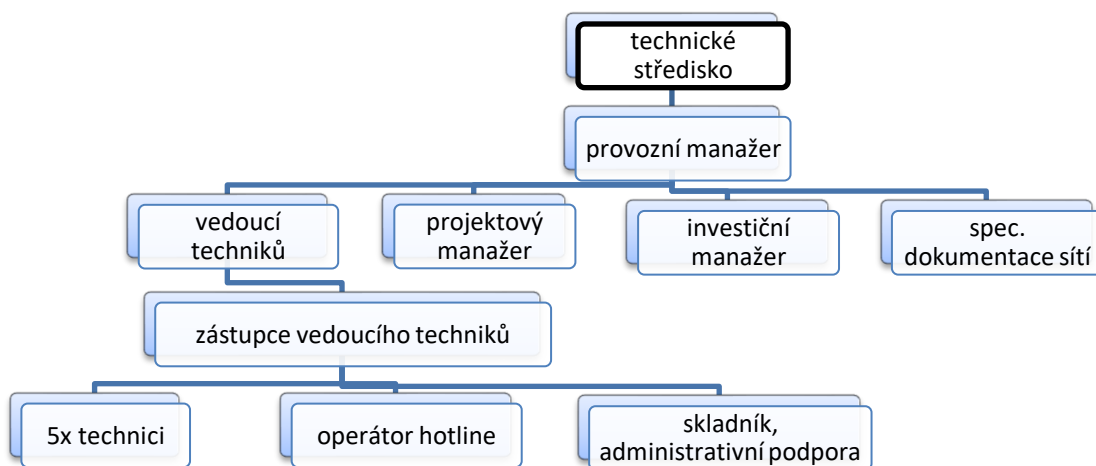 technické
středisko
provozní manažer
vedoucí
techniků
projektový
manažer
investiční
manažer
spec.
dokumentace sítí
zástupce vedoucího techniků
5x technici
operátor hotline
skladník,
administrativní podpora